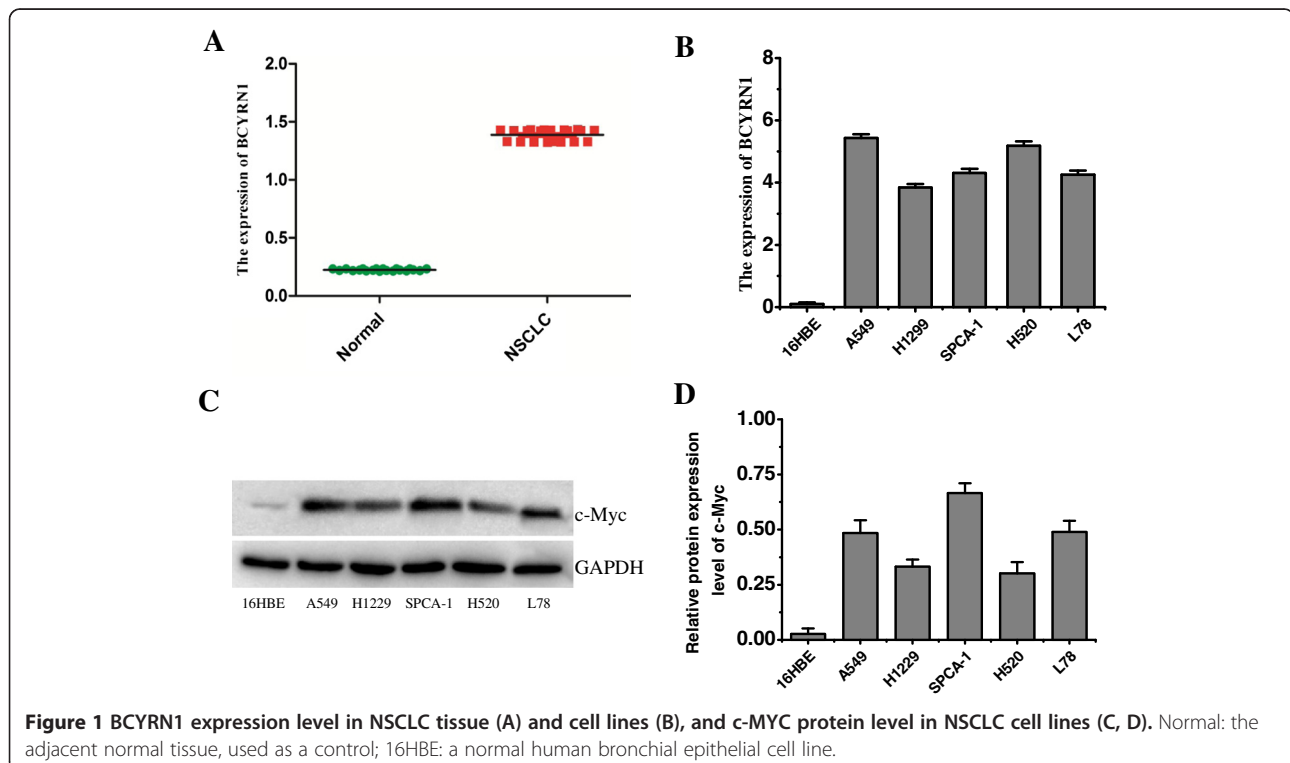 A
2.0
1.5
1.0
0.5
0.0
The expression of BCYRN1
Normal
NSCLC
B
8
6
4
2
0
The expression of BCYRN1
16HBE
A549
H1299
SPCA-1
H520
L78
C
c-Myc
GAPDH
16HBE A549 H1229 SPCA-1 H520 L78
D
1.00
0.75
0.50
0.25
0.00
Relative protein expression
level of c-Myc
16HBE
A549
H1229
SPCA-1
H520
L78
Figure 1 BCYRN1 expression level in NSCLC tissue (A) and cell lines (B), and c-MYC protein level in NSCLC cell lines (C, D). Normal: the
adjacent normal tissue, used as a control; 16HBE: a normal human bronchial epithelial cell line.